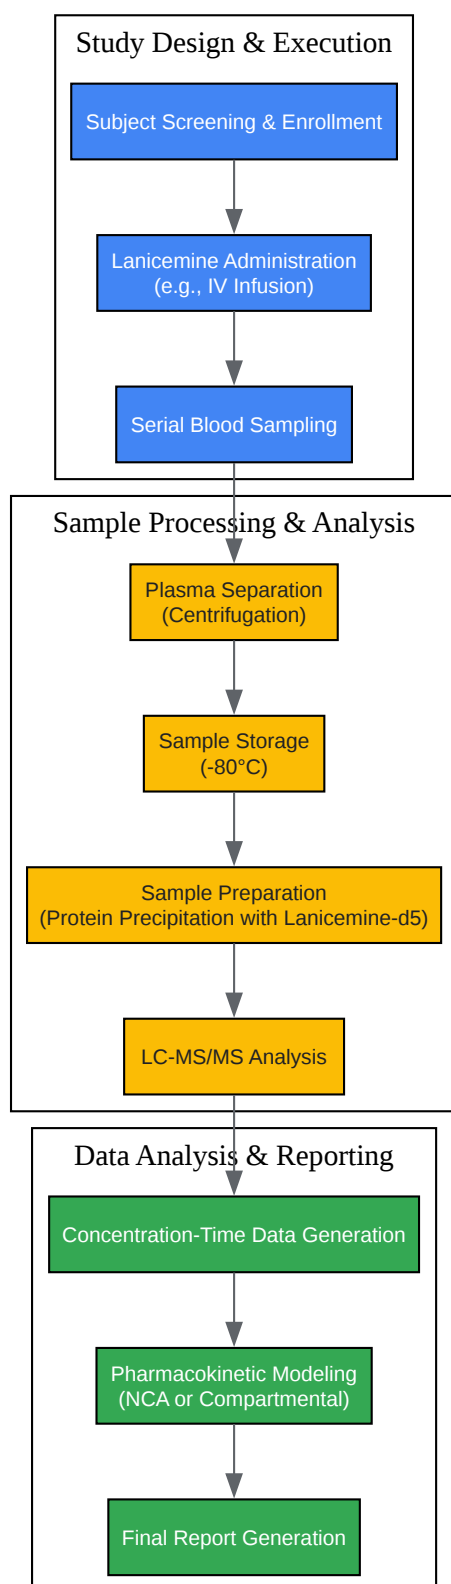 Study Design & Execution
Subject Screening & Enrollment
Lanicemine Administration
(e.g., IV Infusion)
Serial Blood Sampling
Sample Processing & Analysis
Plasma Separation
(Centrifugation)
Sample Storage
(-80°C)
Sample Preparation
(Protein Precipitation with Lanicemine-d5)
LC-MS/MS Analysis
Data Analysis & Reporting
Concentration-Time Data Generation
Pharmacokinetic Modeling
(NCA or Compartmental)
Final Report Generation